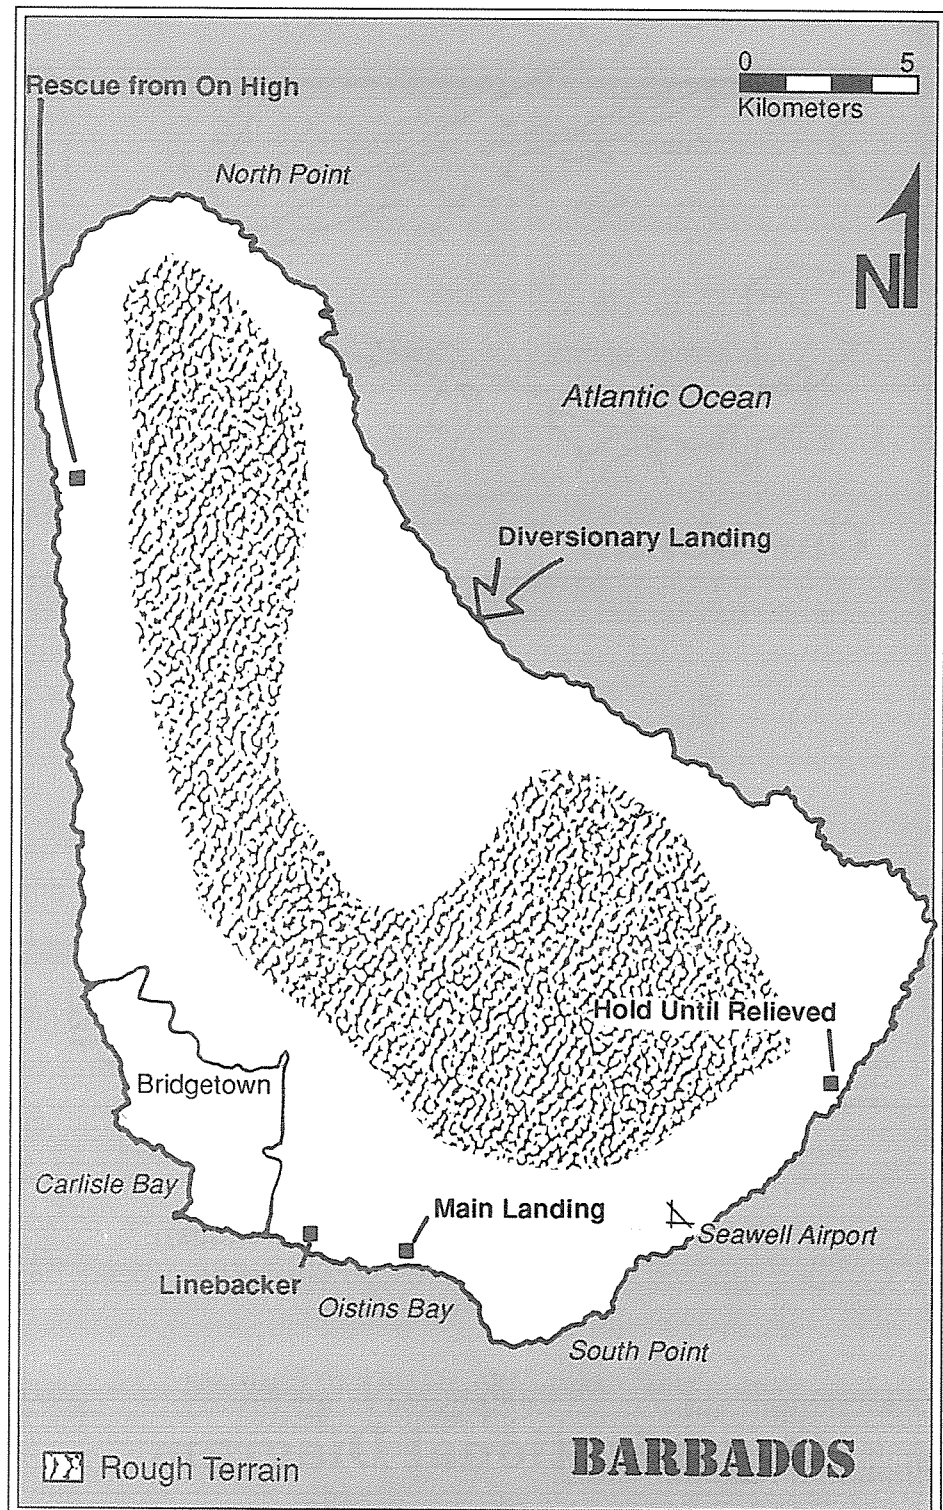 0 5
Kilometers
Rescue from On High
North Point
N
Atlantic Ocean
Diversionary Landing
Hold Until Relieved
Bridgetown
Carlisle Bay
Main Landing
Seawell Airport
Linebacker
Oistins Bay
South Point
BARBADOS
Rough Terrain